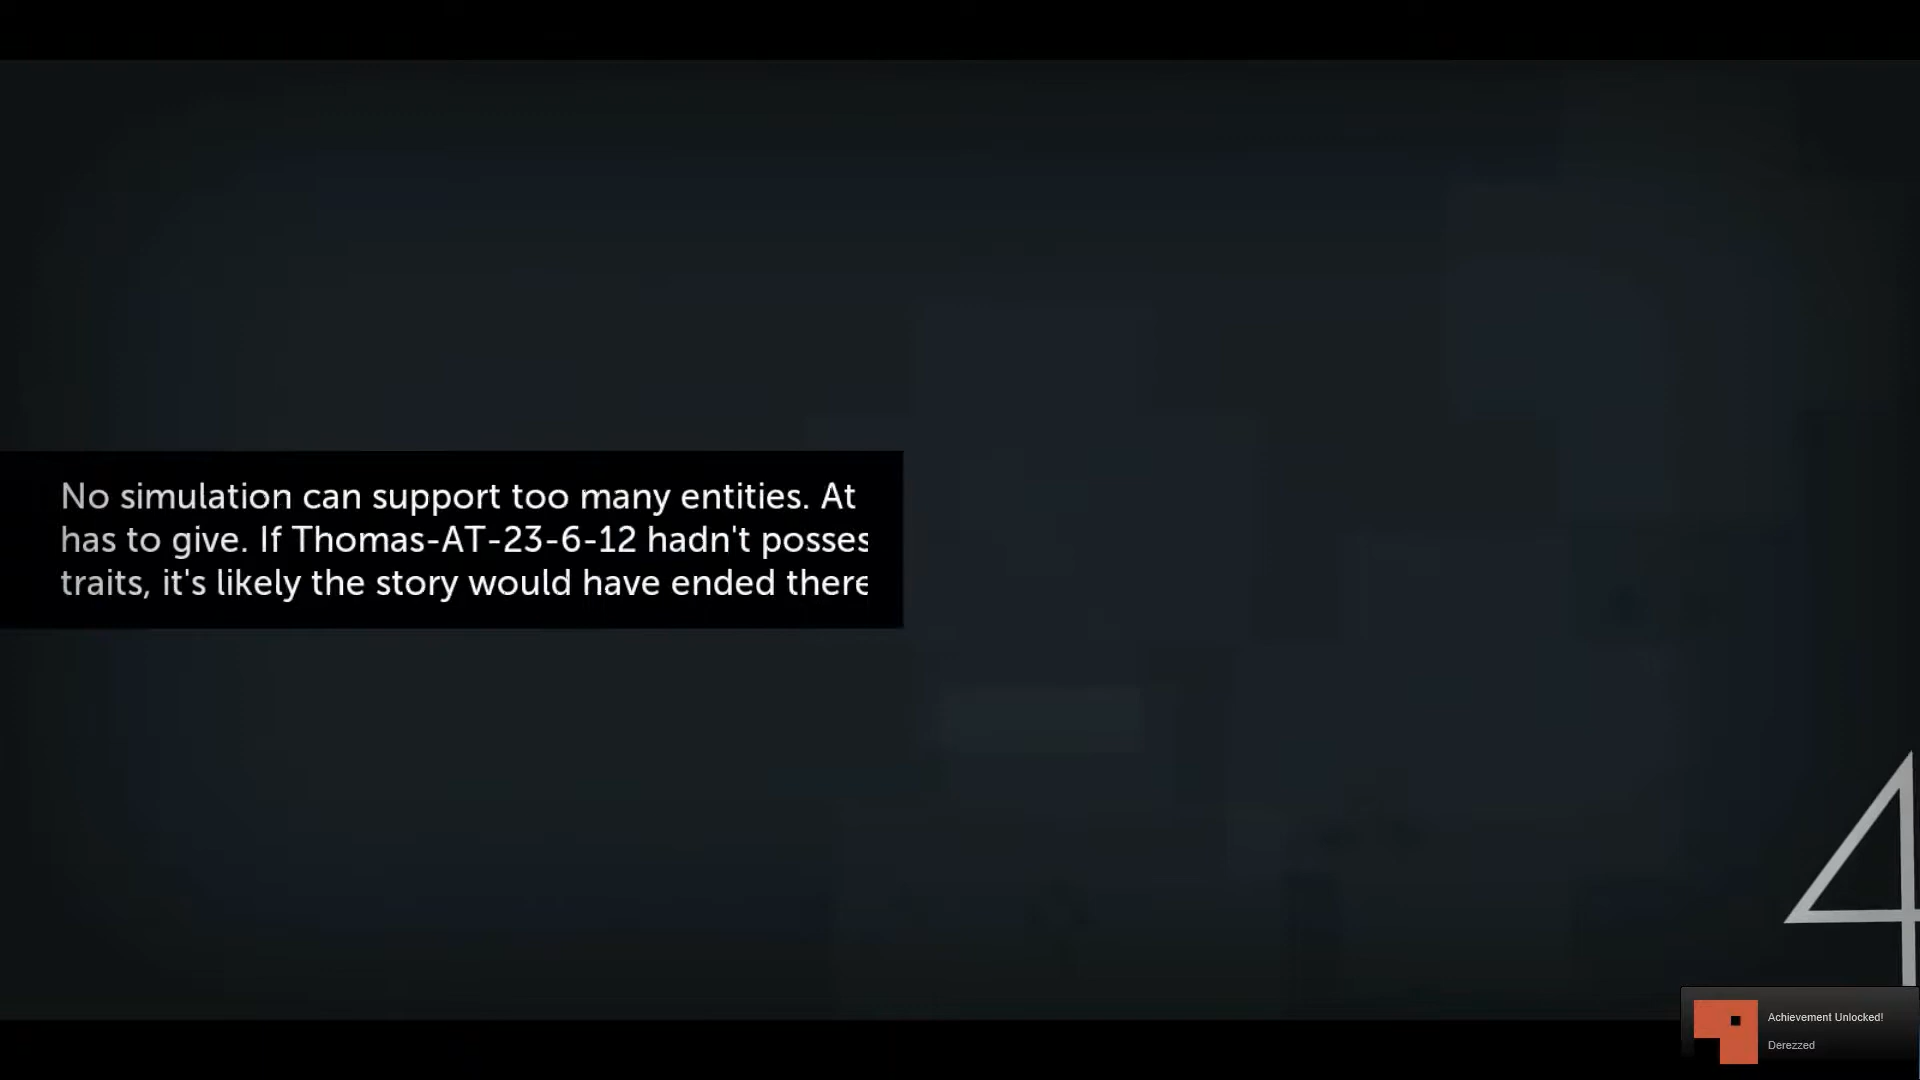 No simulation can support too many entities. At
has to give. If Thomas-AT-23-6-12 hadn't posses
traits, it's likely the story would have ended there
4
Achievement Unlocked!
Derezzed